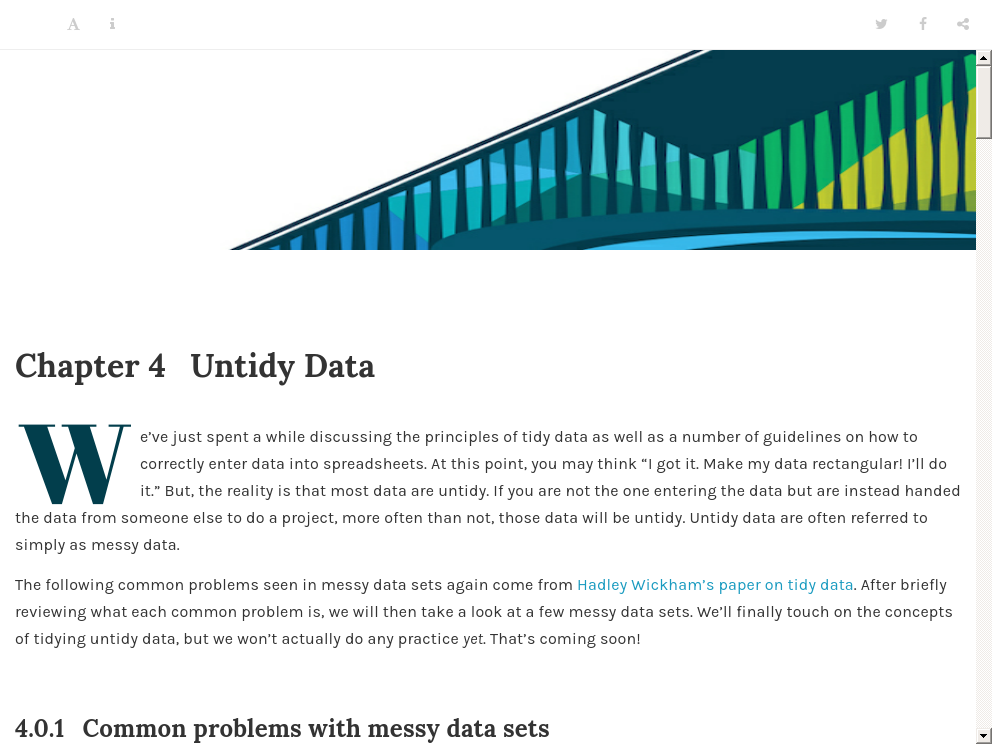 Chapter 4 Untidy Data
We’ve just spent a while discussing the principles of tidy data as well as a number of guidelines on how to
correctly enter data into spreadsheets. At this point, you may think “I got it. Make my data rectangular! I’ll do
it.” But, the reality is that most data are untidy. If you are not the one entering the data but are instead handed
the data from someone else to do a project, more often than not, those data will be untidy. Untidy data are often referred to
simply as messy data.
The following common problems seen in messy data sets again come from Hadley Wickham’s paper on tidy data. After briefly
reviewing what each common problem is, we will then take a look at a few messy data sets. We’ll finally touch on the concepts
of tidying untidy data, but we won’t actually do any practice yet. That’s coming soon!
4.0.1 Common problems with messy data sets